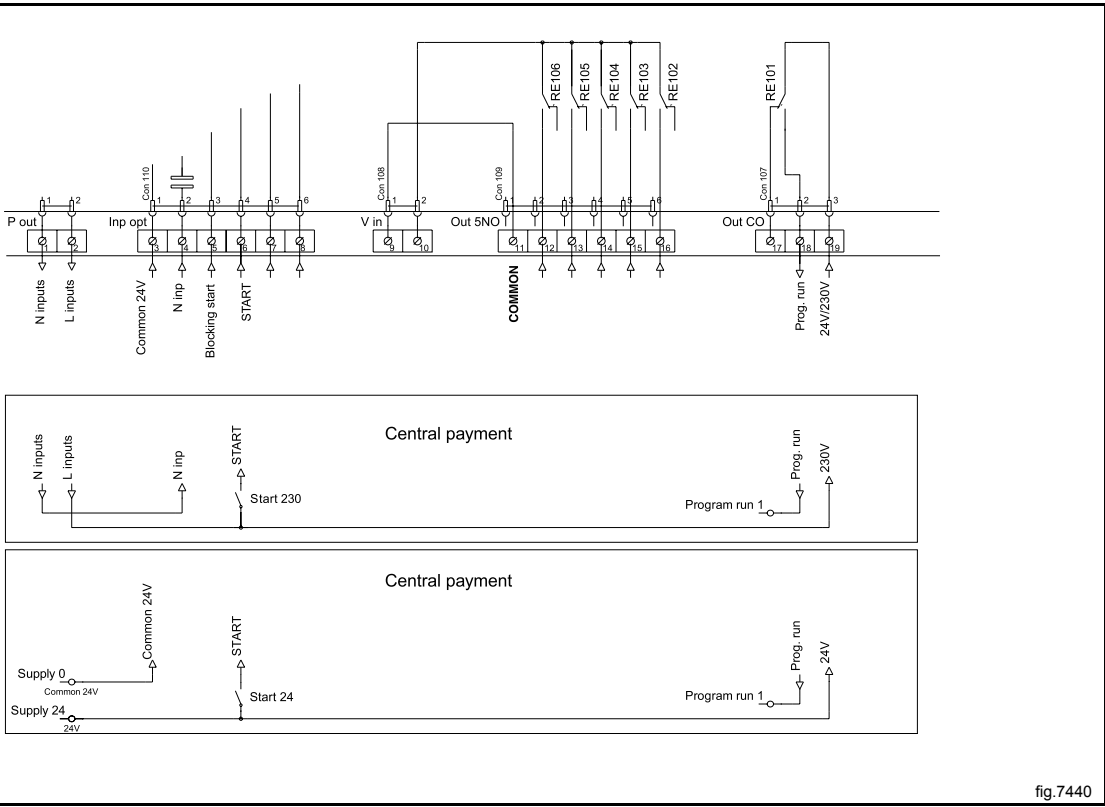 RE106
RE105
RE104
RE103
RE102
RE101
Con 110
Con 108
Con 109
Con 107
1 2
1 2 3 4 5 6
1 2
1 2 3 4 5 6
1 2 3
P out
Inp opt
V in
Out 5NO
Out CO
1 2
3 4 5 6 7 8
9 10
11 12 13 14 15 16
17 18 19
N inputs
L inputs
Common 24V
N inp
Blocking start
START
COMMON
Prog. run
24V/230V
Central payment
N inputs
L inputs
N inp
START
Start 230
Program run 1
Prog. run
230V
Central payment
Common 24V
START
Supply 0
Common 24V
Supply 24
24V
Start 24
Program run 1
Prog. run
24V
fig.7440